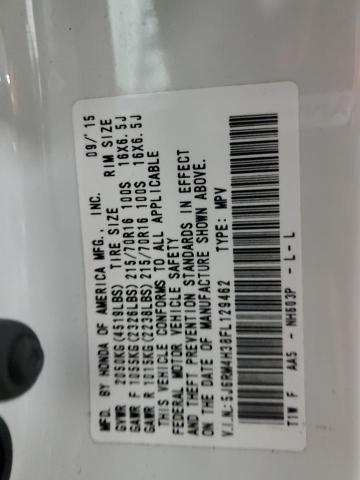 MFD. BY HONDA OF AMERICA MFG., INC. 09/'15
GVWR 2050KG(4519LBS) TIRE SIZE RIM SIZE
GAWR F 1055KG(2326LBS) 215/70R16 100S 16X6.5J
GAWR R 1015KG(2238LBS) 215/70R16 100S 16X6.5J
THIS VEHICLE CONFORMS TO ALL APPLICABLE
FEDERAL MOTOR VEHICLE SAFETY
AND THEFT PREVENTION STANDARDS IN EFFECT
ON THE DATE OF MANUFACTURE SHOWN ABOVE.
V.I.N: 5J6RM4H38FL129462 TYPE: MPV
T1W F AA5 - NH603P - L - L